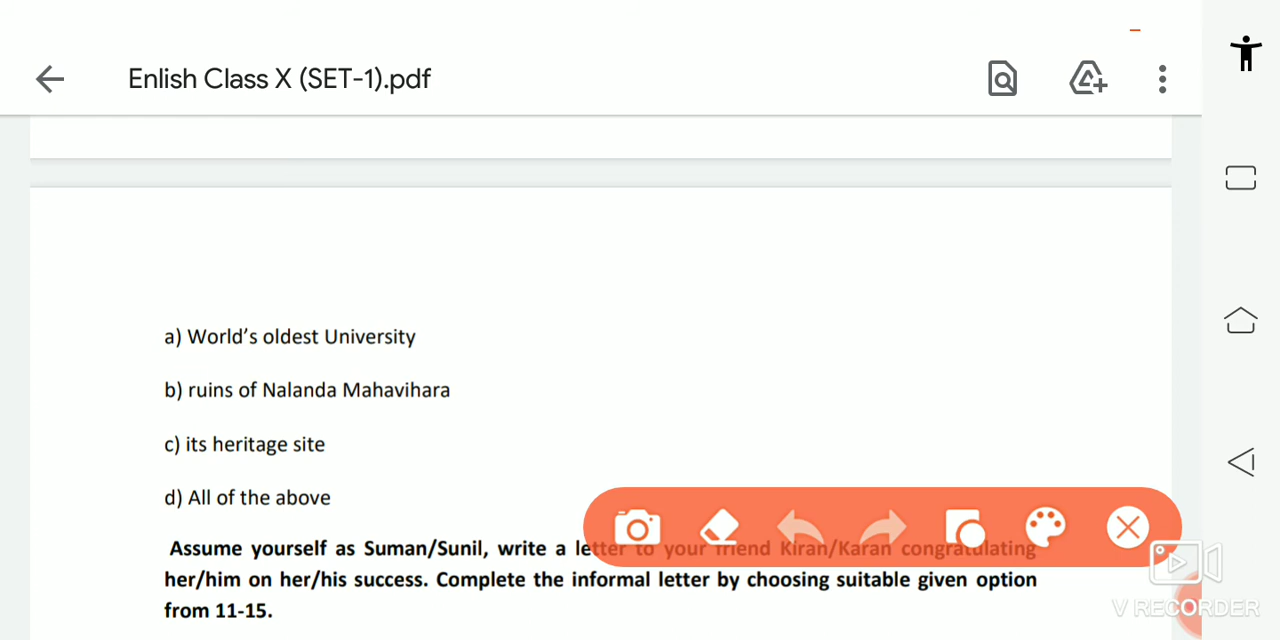 Enlish Class X (SET-1).pdf
a) World's oldest University
b) ruins of Nalanda Mahavihara
c) its heritage site
d) All of the above
Assume yourself as Suman/Sunil, write a letter to your friend Kiran/Karan congratulating
her/him on her/his success. Complete the informal letter by choosing suitable given option
from 11-15.
V RECORDER